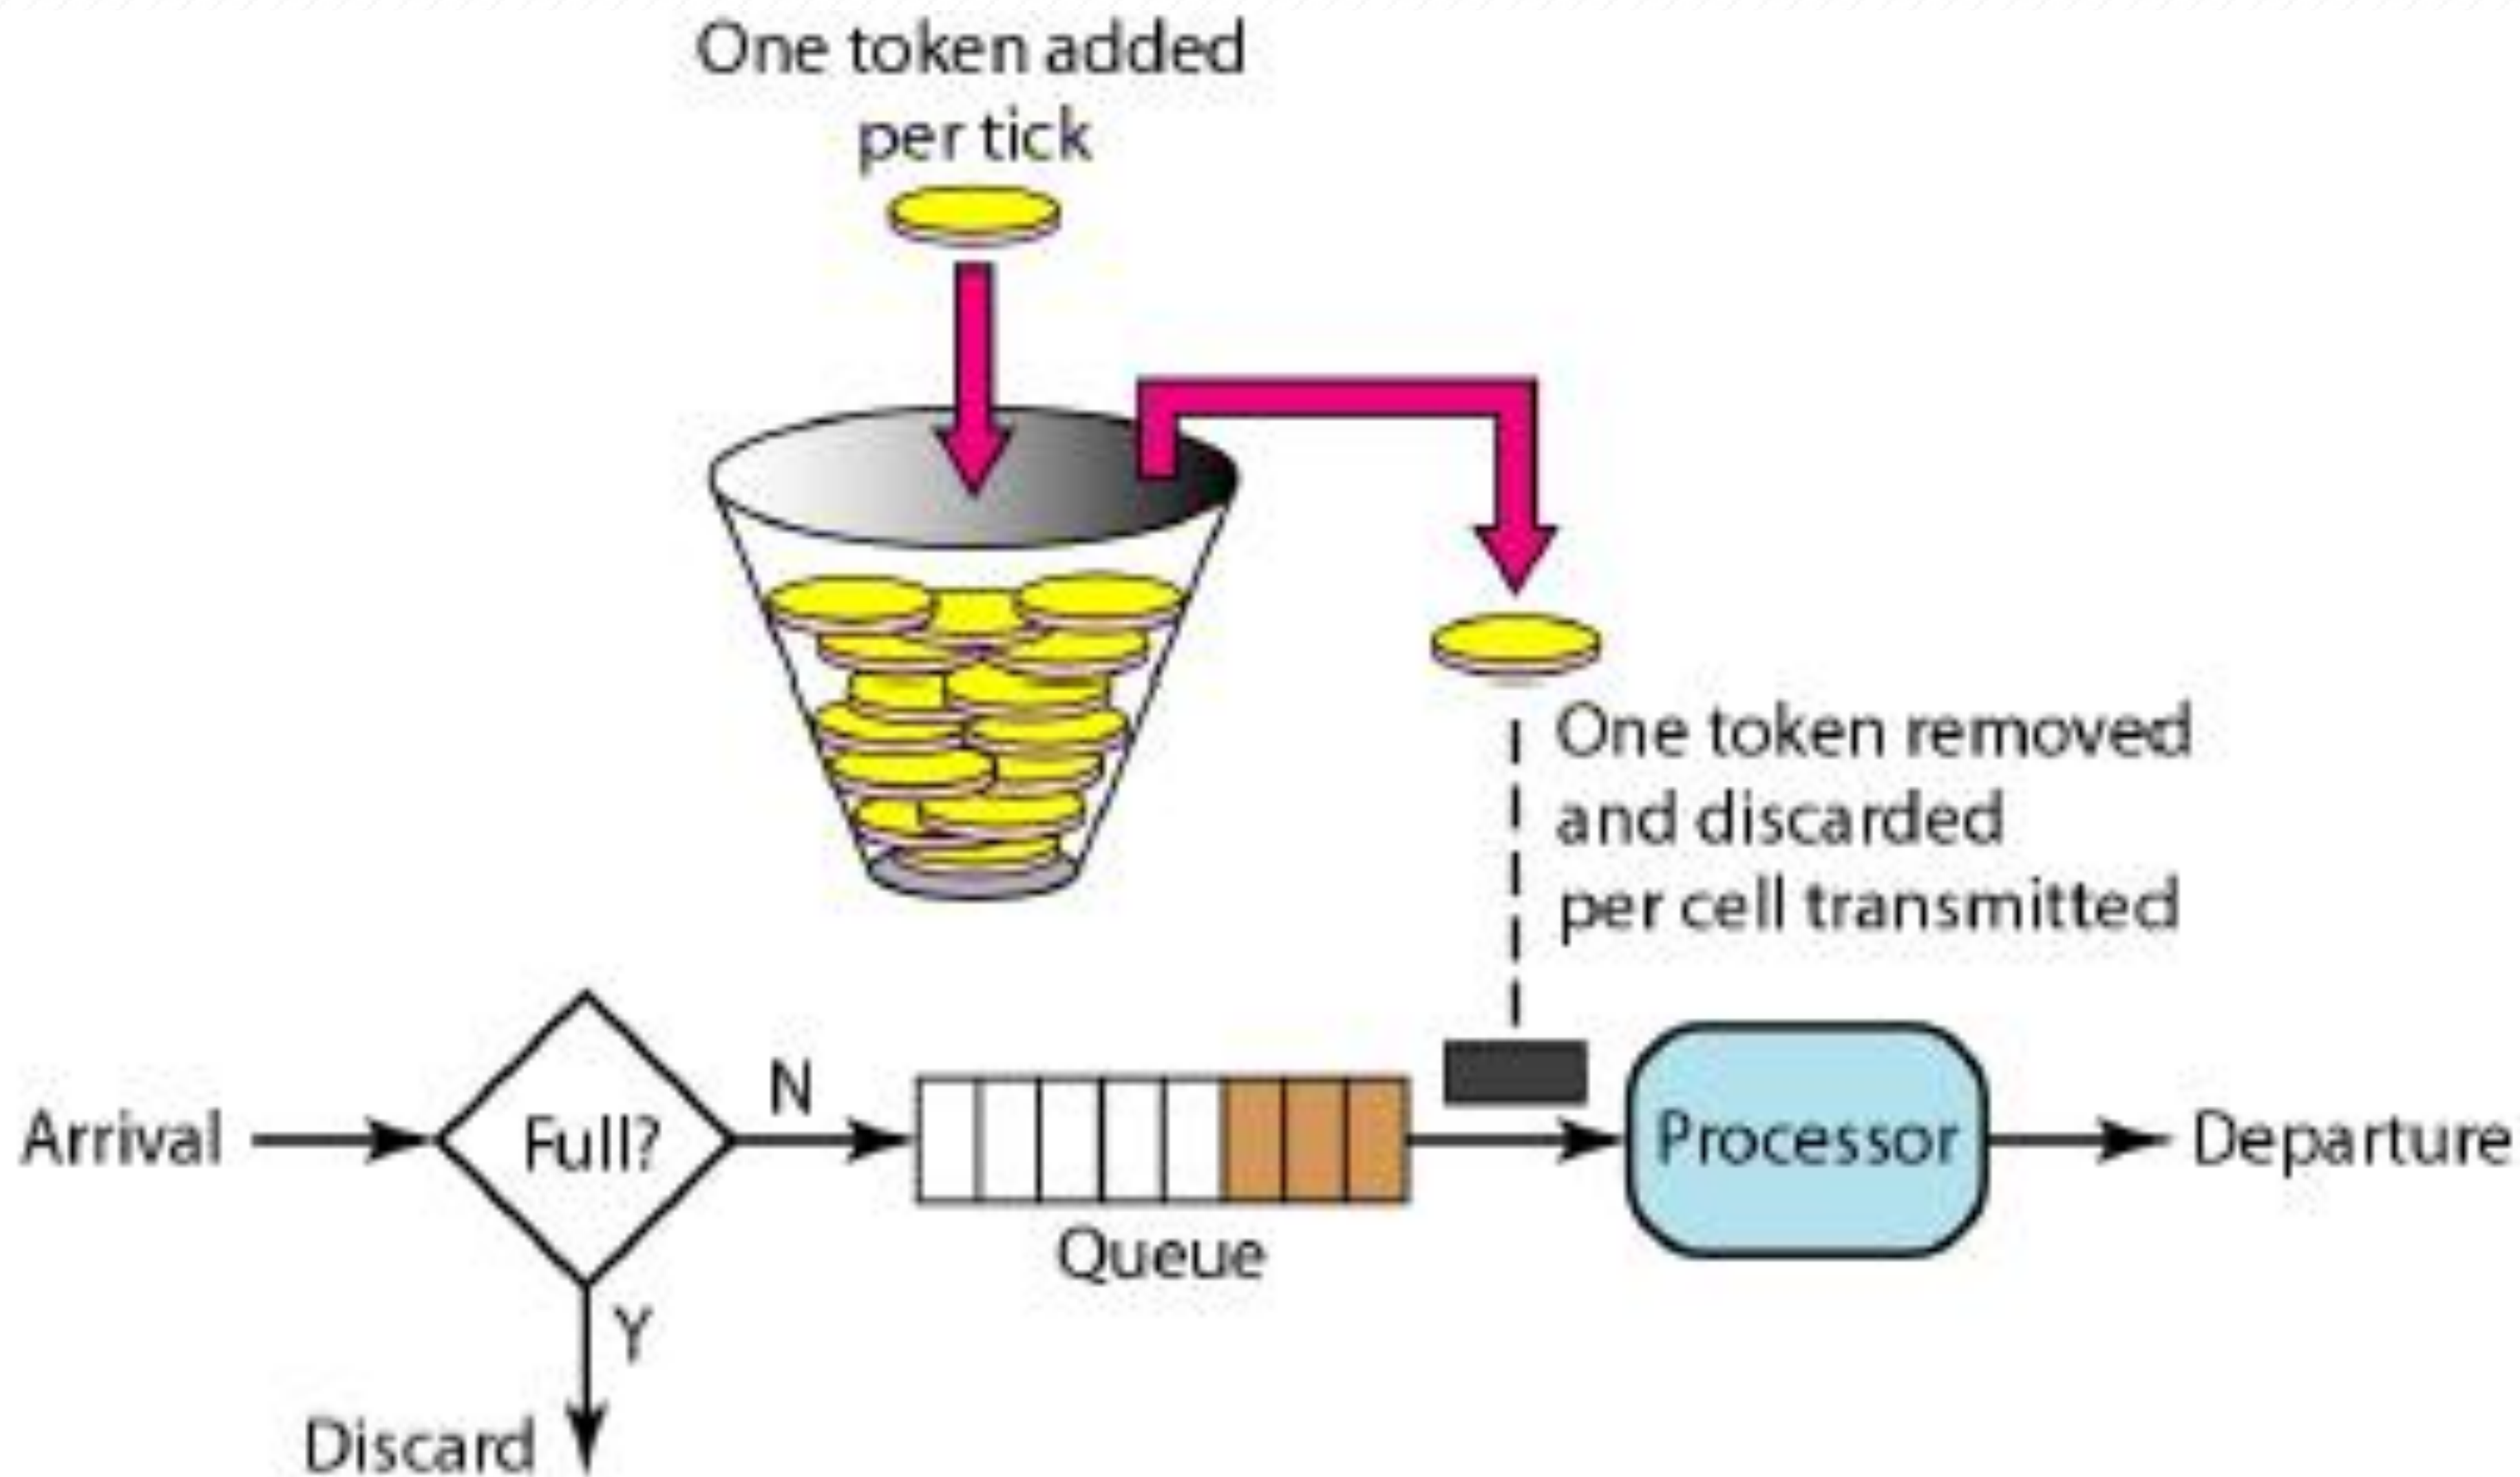 One token added
per tick
One token removed
and discarded
per cell transmitted
Arrival
Full?
N
Processor
Departure
Queue
Y
Discard